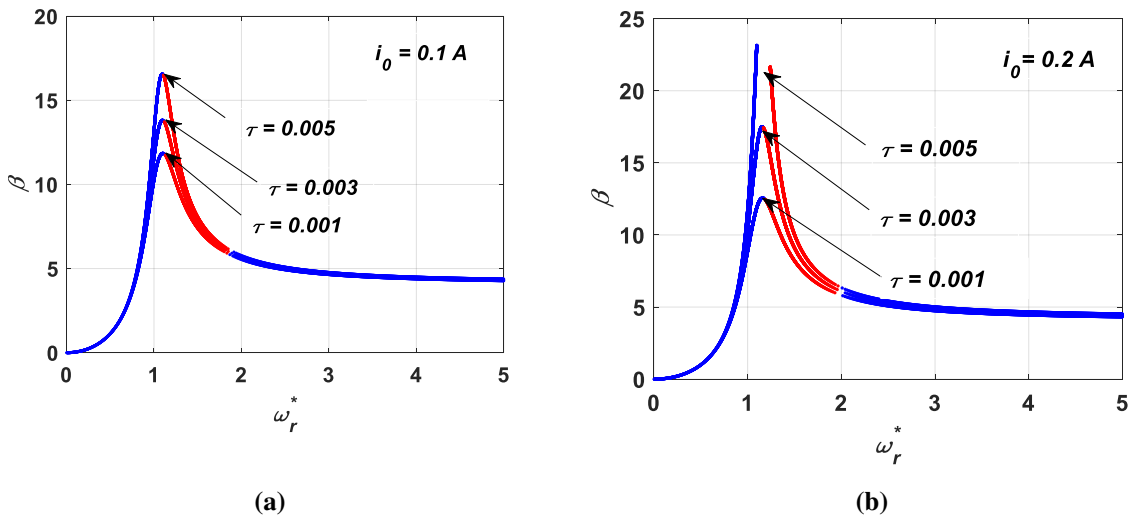 20
15
10
5
0
β
i0 = 0.1 A
τ = 0.005
τ = 0.003
τ = 0.001
0 1 2 3 4 5
ωr*
(a)
25
20
15
10
5
0
β
i0 = 0.2 A
τ = 0.005
τ = 0.003
τ = 0.001
0 1 2 3 4 5
ωr*
(b)